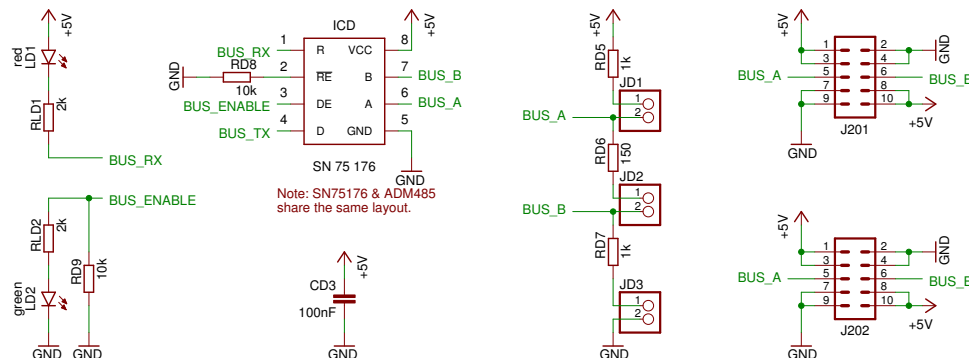 +5V
red
LD1
RLD1
2k
BUS_RX
BUS_ENABLE
RLD2
2k
RD9
10k
green
LD2
GND
GND
ICD
+5V
BUS_RX
1
R
VCC
8
GND
RD8
10k
2
RE
B
7
BUS_B
BUS_ENABLE
3
DE
A
6
BUS_A
BUS_TX
4
D
GND
5
SN 75 176
GND
Note: SN75176 & ADM485
share the same layout.
+5V
CD3
100nF
GND
+5V
RD5
1k
JD1
1
2
BUS_A
RD6
150
JD2
1
2
BUS_B
RD7
1k
JD3
1
2
GND
+5V
1
2
GND
3
4
BUS_A
5
6
BUS_B
7
8
9
10
+5V
J201
GND
+5V
1
2
GND
3
4
BUS_A
5
6
BUS_B
7
8
9
10
+5V
J202
GND